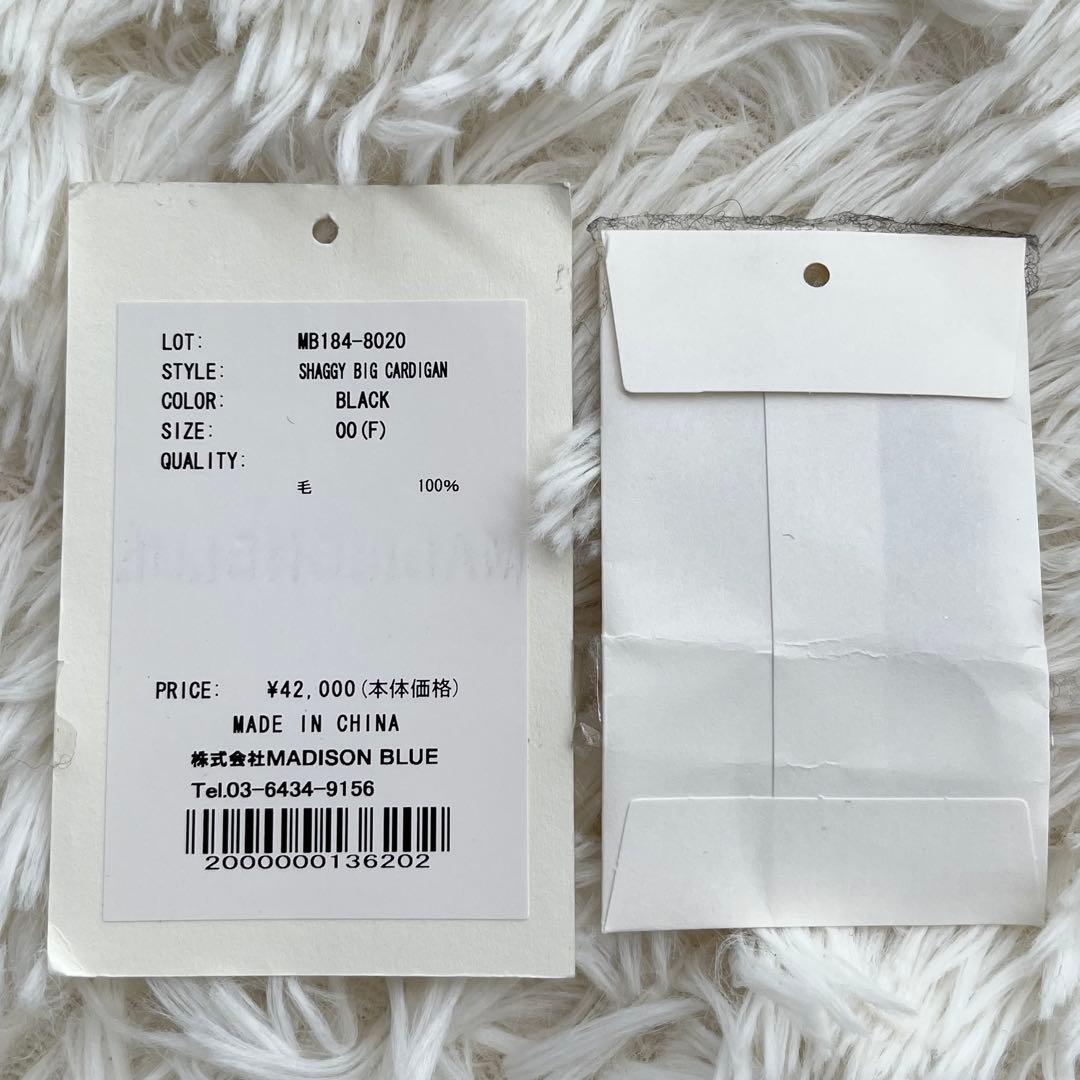 LOT: MB184-8020
STYLE: SHAGGY BIG CARDIGAN
COLOR: BLACK
SIZE: 00(F)
QUALITY:
毛 100%
PRICE: ¥42,000(本体価格)
MADE IN CHINA
株式会社MADISON BLUE
Tel.03-6434-9156
2000000136202